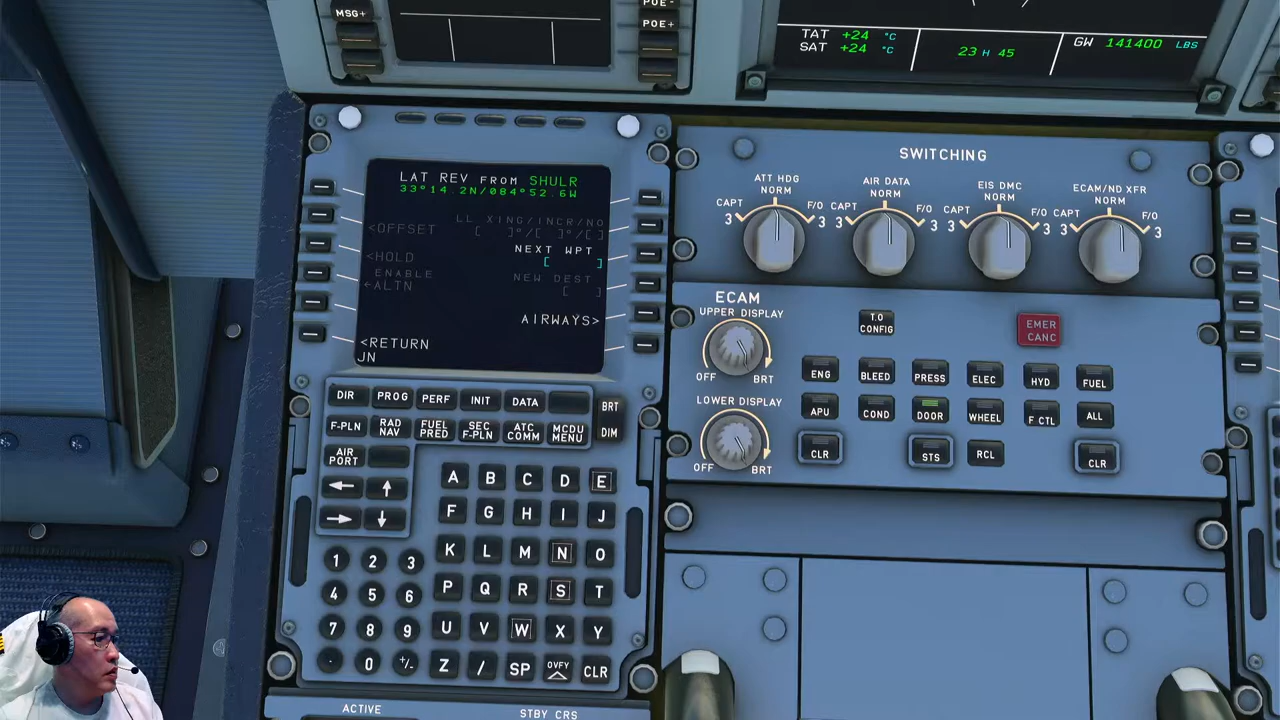 MSG+
POE-
POE+
TAT +24 °C
SAT +24 °C
23 H 45
GW 141400 LBS
LAT REV FROM SHULR
33°14.2N/084°52.6W
LL XING/INCR/NO
<OFFSET [ ]°/[ ]°/[ ]
NEXT WPT
<HOLD [ ]
ENABLE NEW DEST
←ALTN [ ]
AIRWAYS>
<RETURN
JN
SWITCHING
ATT HDG
NORM
CAPT 3 F/O 3
AIR DATA
NORM
CAPT 3 F/O 3
EIS DMC
NORM
CAPT 3 F/O 3
ECAM/ND XFR
NORM
CAPT 3 F/O 3
ECAM
UPPER DISPLAY
OFF BRT
LOWER DISPLAY
OFF BRT
T.O
CONFIG
EMER
CANC
ENG BLEED PRESS ELEC HYD FUEL
APU COND DOOR WHEEL F CTL ALL
CLR STS RCL CLR
DIR PROG PERF INIT DATA BRT
F-PLN RAD NAV FUEL PRED SEC F-PLN ATC COMM MCDU MENU DIM
AIR PORT
← ↑
→ ↓
A B C D E
F G H I J
K L M N O
P Q R S T
U V W X Y
Z / SP OVFY CLR
1 2 3
4 5 6
7 8 9
. 0 +/-
ACTIVE STBY CRS